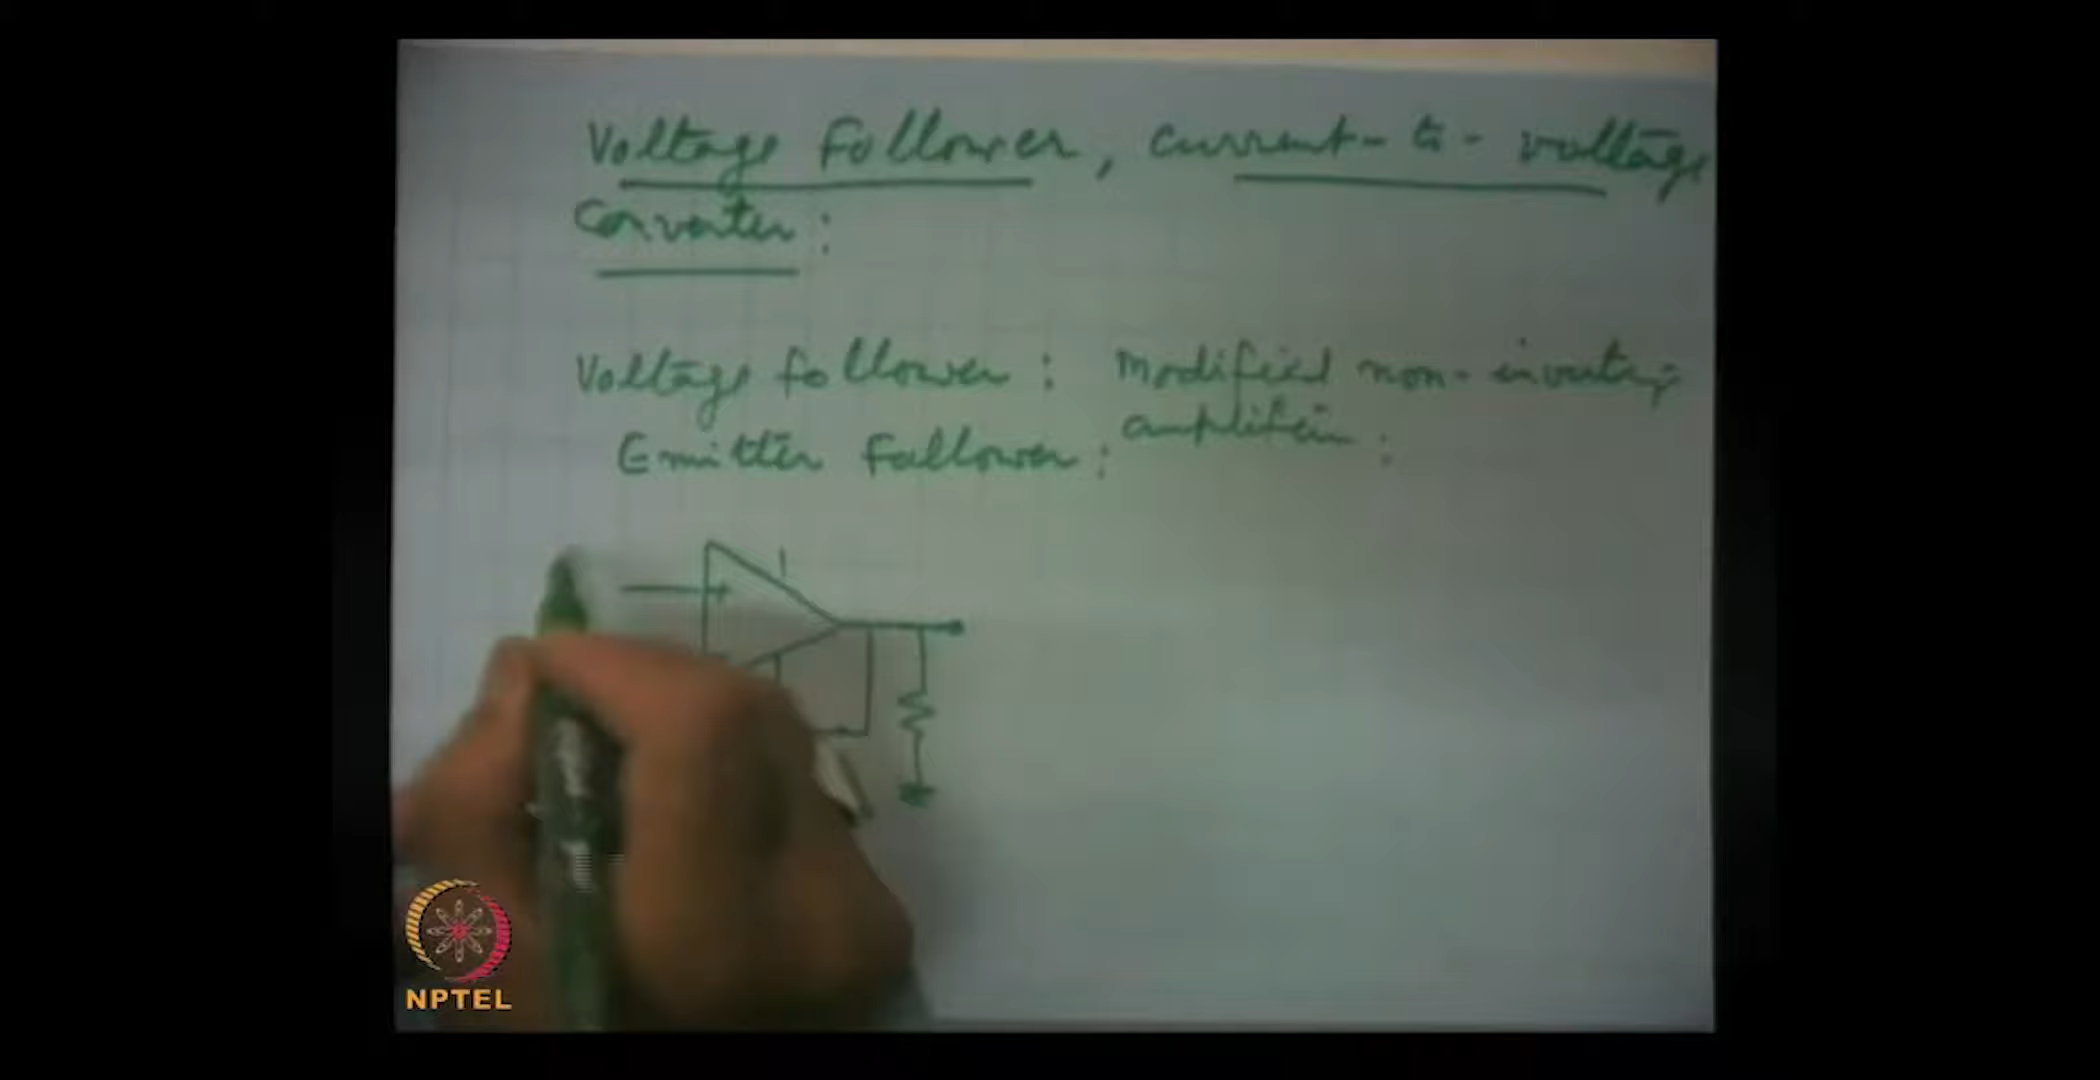 Voltage Follower, current-to-voltage
Converter:
Voltage follower: Modified non-inverting
amplifier:
Emitter Follower:
+
NPTEL